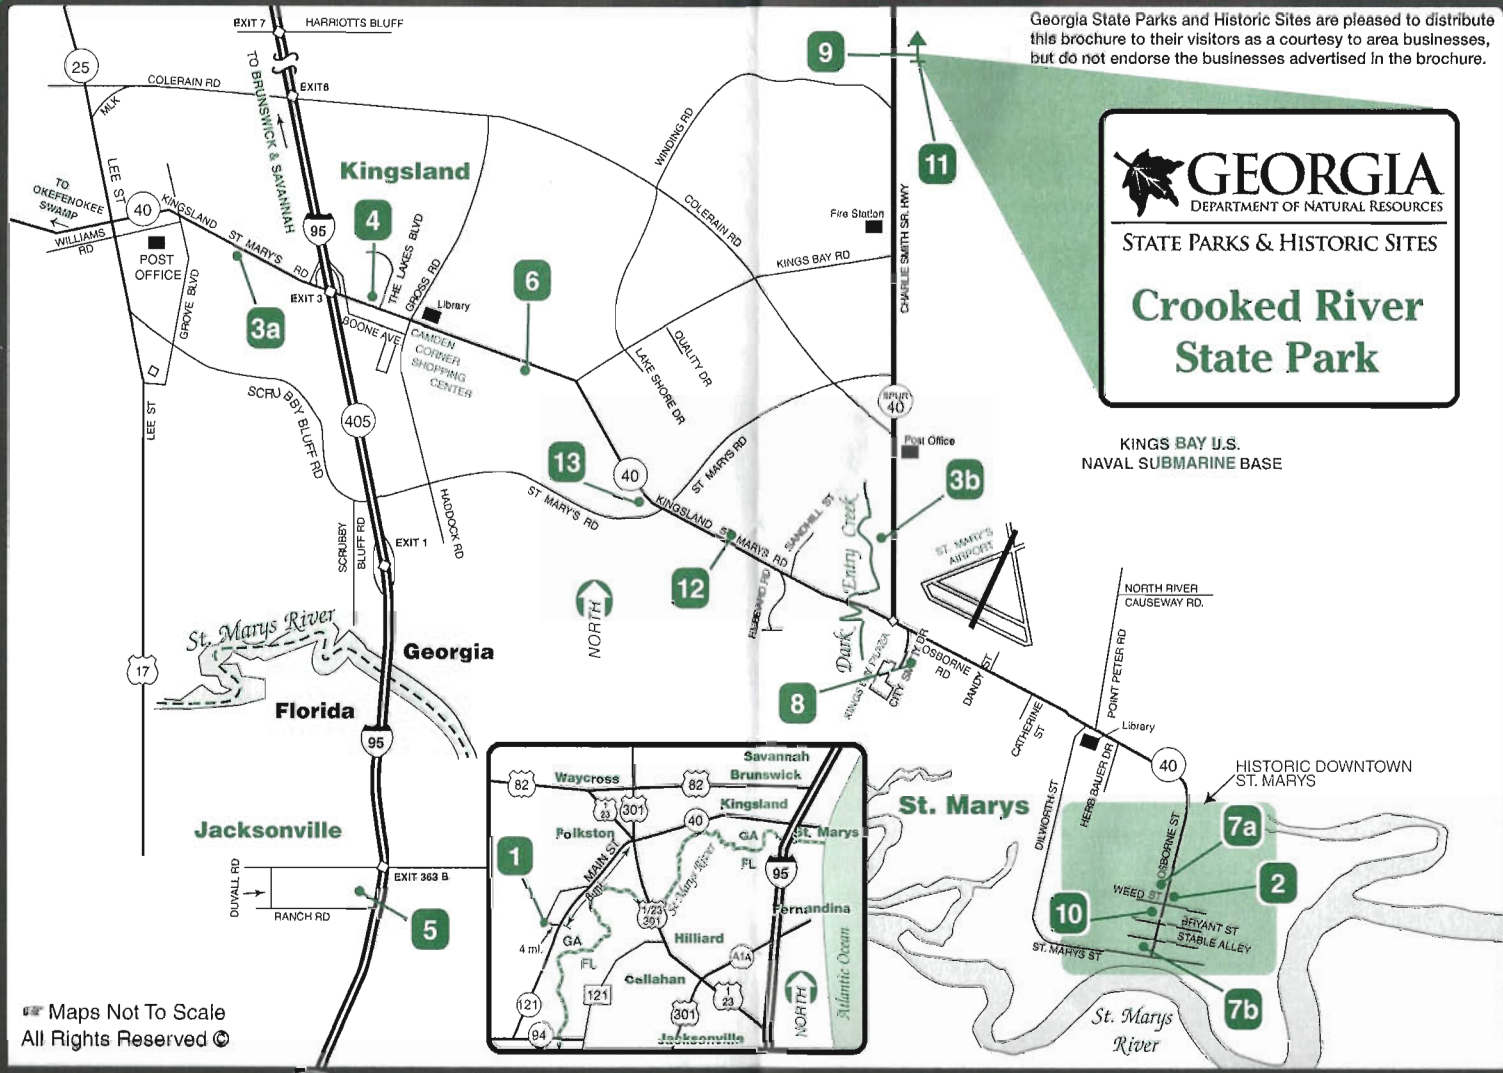 Georgia State Parks and Historic Sites are pleased to distribute
this brochure to their visitors as a courtesy to area businesses,
but do not endorse the businesses advertised in the brochure.
GEORGIA
DEPARTMENT OF NATURAL RESOURCES
STATE PARKS & HISTORIC SITES
Crooked River
State Park
EXIT 7
HARRIOTTS BLUFF
25
COLERAIN RD
EXIT6
MLK
TO BRUNSWICK & SAVANNAH
LEE ST
TO
OKEFENOKEE
SWAMP
40
KINGSLAND
ST MARY'S
RD
WILLIAMS
RD
POST
OFFICE
GROVE BLVD
3a
95
Kingsland
4
THE LAKES BLVD
GROSS RD
EXIT 3
Library
BOONE AVE
CAMDEN
CORNER
SHOPPING
CENTER
6
WINDING RD
COLERAIN RD
9
11
Fire Station
KINGS BAY RD
CHARLIE SMITH SR. HWY
QUALITY DR
LAKE SHORE DR
SPUR
40
Post Office
KINGS BAY U.S.
NAVAL SUBMARINE BASE
LEE ST
SCRUBBY BLUFF RD
405
13
40
ST MARYS RD
ST MARY'S RD
KINGSLAND
ST MARYS RD
SANDHILL ST
3b
HADDOCK RD
SCRUBBY
BLUFF RD
EXIT 1
12
Dark Entry Creek
ST. MARY'S
AIRPORT
NORTH
NORTH RIVER
CAUSEWAY RD.
St. Marys River
Georgia
Florida
17
95
KINGS BAY PLAZA
CITY SMITTY DR
8
OSBORNE
RD
DANDY ST
CATHERINE
ST
POINT PETER RD
Library
40
HISTORIC DOWNTOWN
ST. MARYS
St. Marys
DILWORTH ST
HERB BAUER DR
OSBORNE ST
7a
2
WEED ST
10
BRYANT ST
STABLE ALLEY
ST. MARYS ST
7b
St. Marys
River
Jacksonville
DUVALL RD
EXIT 363 B
RANCH RD
5
Savannah
Brunswick
Waycross
82
82
1
23
301
Kingsland
40
Folkston
GA
St. Marys
FL
1
MAIN ST
St. Marys River
95
1/23
301
Fernandina
4 mi.
GA
FL
Hilliard
A1A
Callahan
121
121
94
301
1
23
Jacksonville
NORTH
Atlantic Ocean
Maps Not To Scale
All Rights Reserved ©